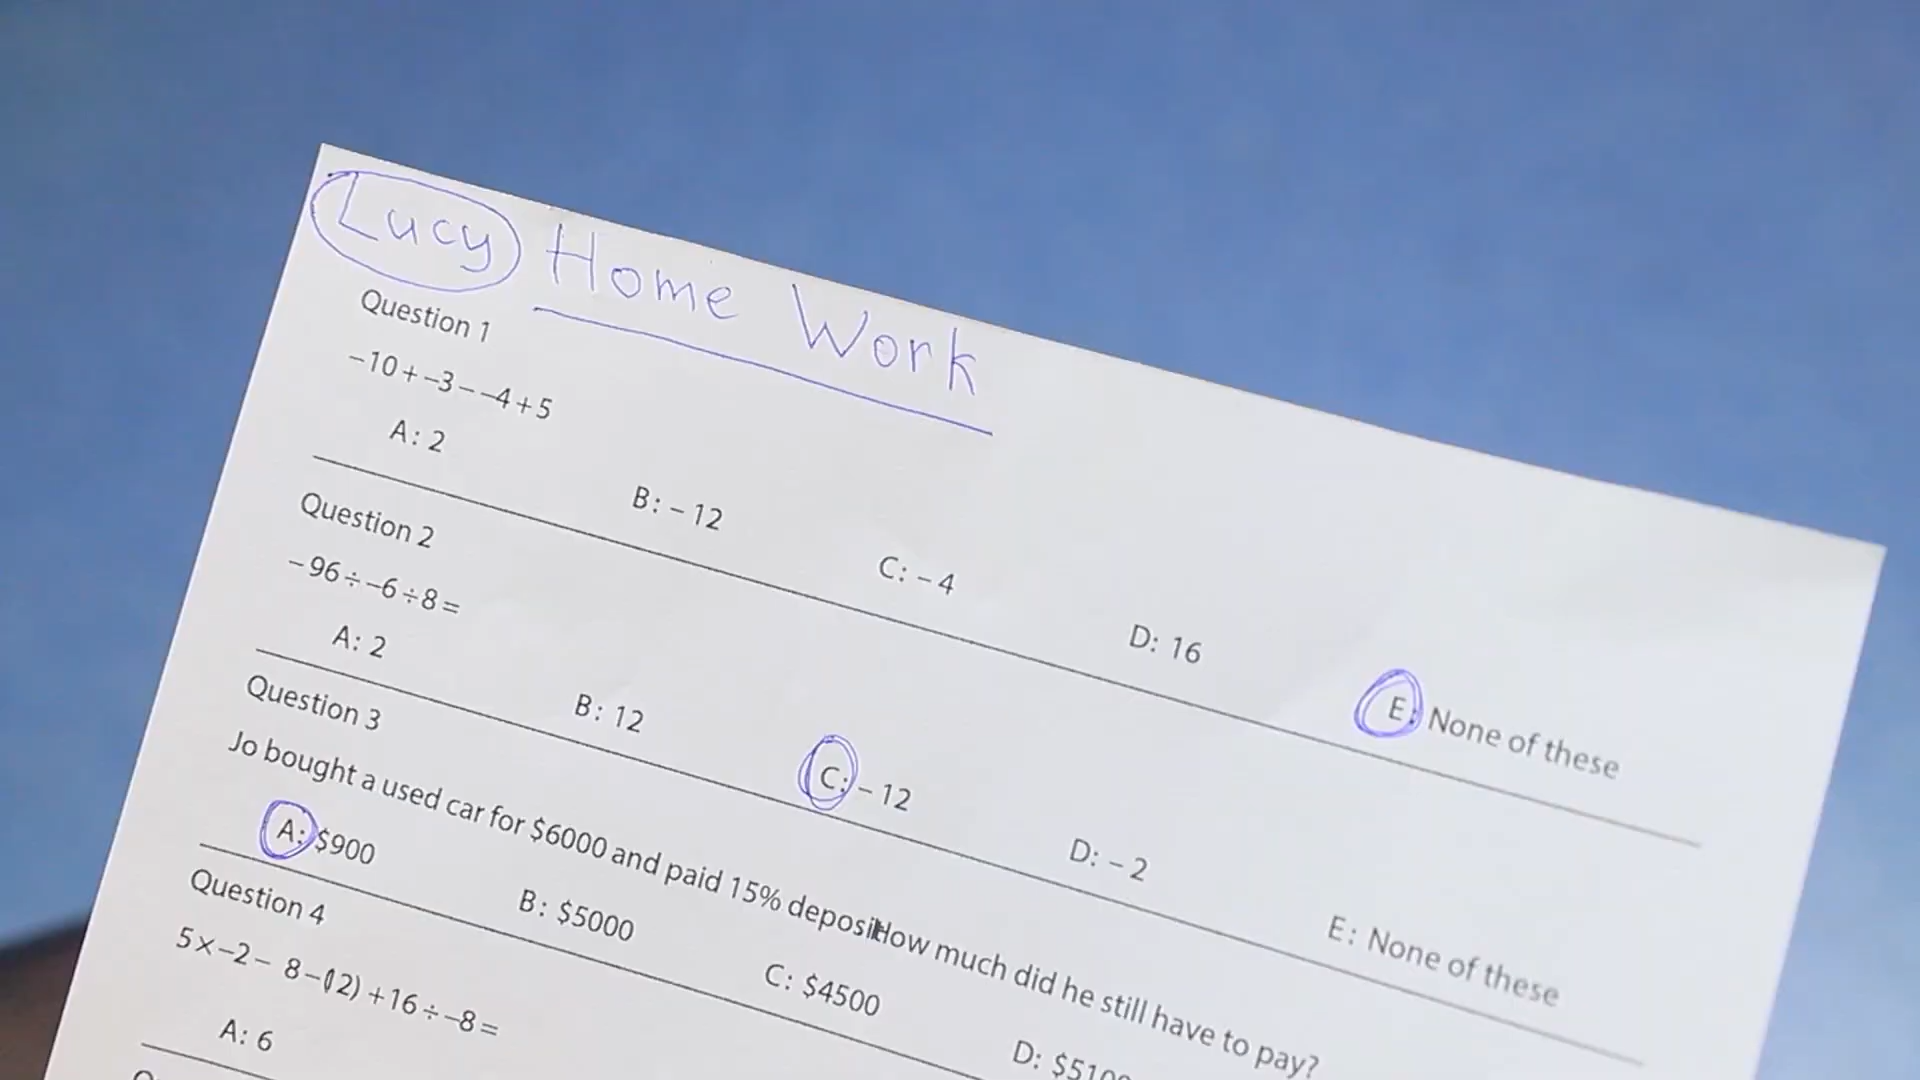 Lucy Home Work
Question 1
−10 + −3 − −4 + 5
A: 2 B: − 12 C: − 4 D: 16 E: None of these
Question 2
− 96 ÷ −6 ÷ 8 =
A: 2 B: 12 C: − 12 D: − 2 E: None of these
Question 3
Jo bought a used car for $6000 and paid 15% deposit How much did he still have to pay?
A: $900 B: $5000 C: $4500 D:
Question 4
5 × −2 − 8 − (12) + 16 ÷ −8 =
A: 6